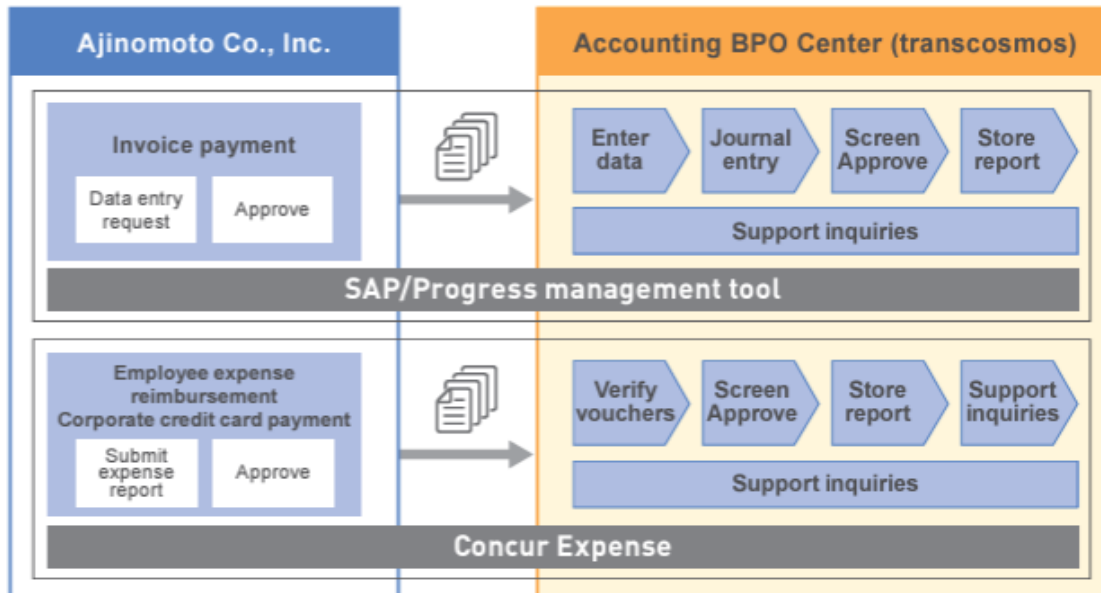 Ajinomoto Co., Inc.
Accounting BPO Center (transcosmos)
Invoice payment
Data entry
request
Approve
Enter
data
Journal
entry
Screen
Approve
Store
report
Support inquiries
SAP/Progress management tool
Employee expense
reimbursement
Corporate credit card payment
Submit
expense
report
Approve
Verify
vouchers
Screen
Approve
Store
report
Support
inquiries
Support inquiries
Concur Expense